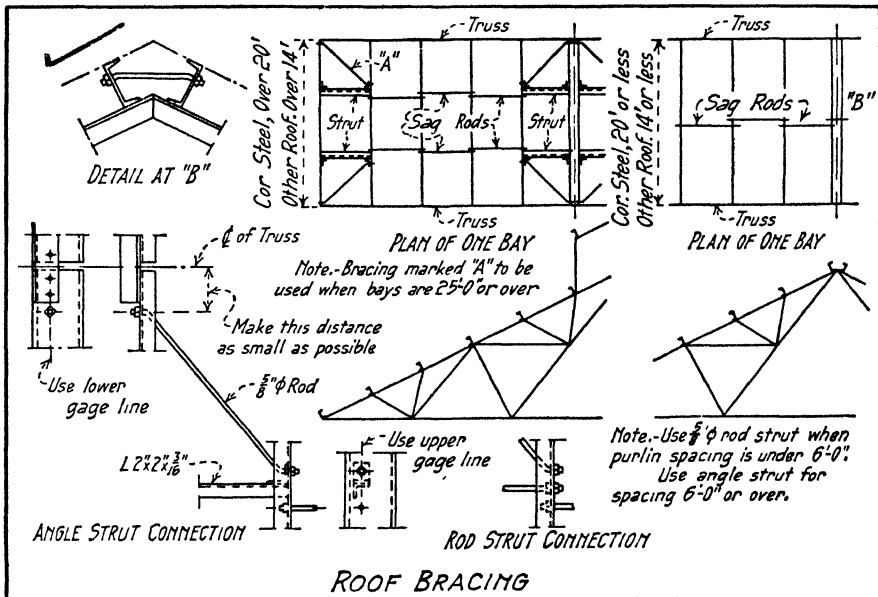 DETAIL AT "B"
Cor. Steel, Over 20'
Other Roof. Over 14'
Truss
"A"
Strut
Sag Rods
Strut
Truss
PLAN OF ONE BAY
Note.-Bracing marked "A" to be
used when bays are 25'-0" or over
Cor. Steel, 20' or less
Other Roof. 14' or less
Truss
Sag Rods
"B"
Truss
PLAN OF ONE BAY
℄ of Truss
Make this distance
as small as possible
Use lower
gage line
5/8"ϕ Rod
L 2"x2"x3/16"
Use upper
gage line
Note.-Use 5/8"ϕ rod strut when
purlin spacing is under 6'-0".
Use angle strut for
spacing 6'-0" or over.
ANGLE STRUT CONNECTION
ROD STRUT CONNECTION
ROOF BRACING